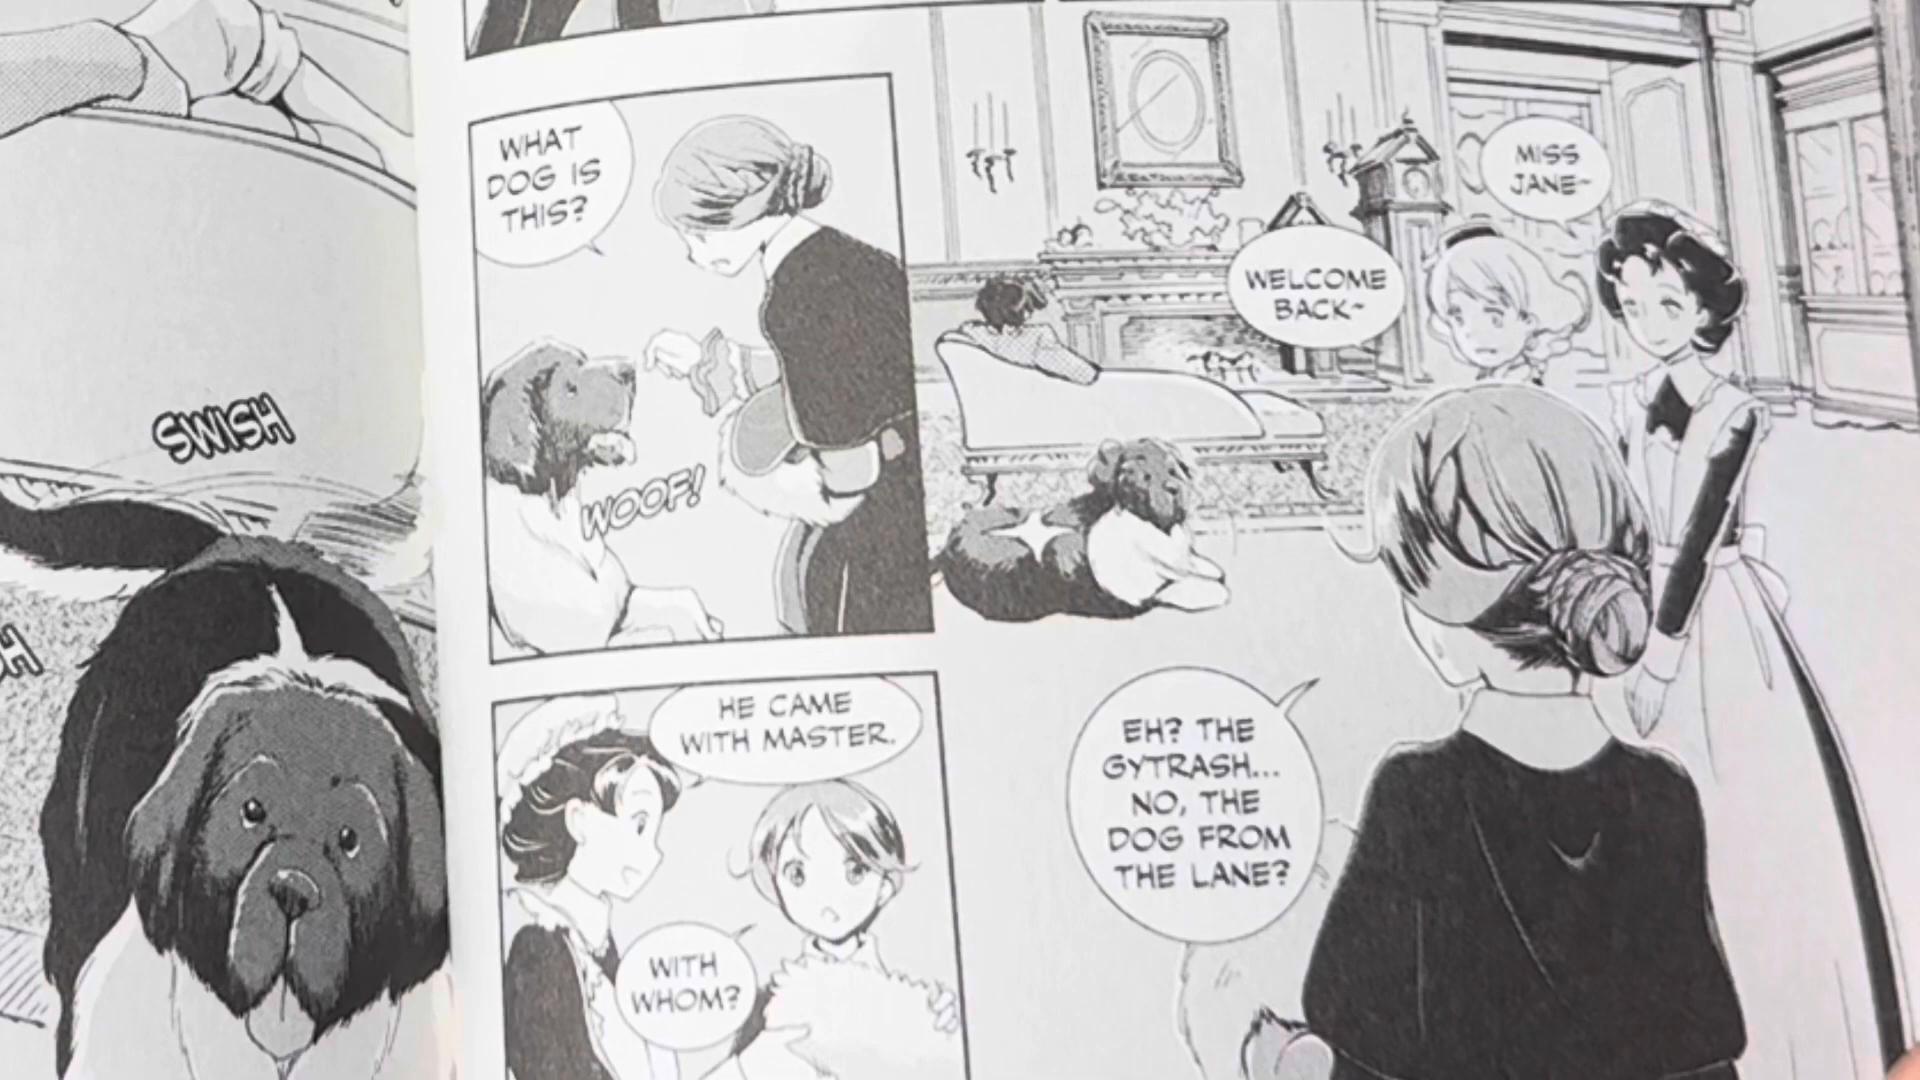 SWISH
MISS
JANE~
WELCOME
BACK~
EH? THE
GYTRASH...
NO, THE
DOG FROM
THE LANE?
WHAT
DOG IS
THIS?
WOOF!
HE CAME
WITH MASTER.
WITH
WHOM?